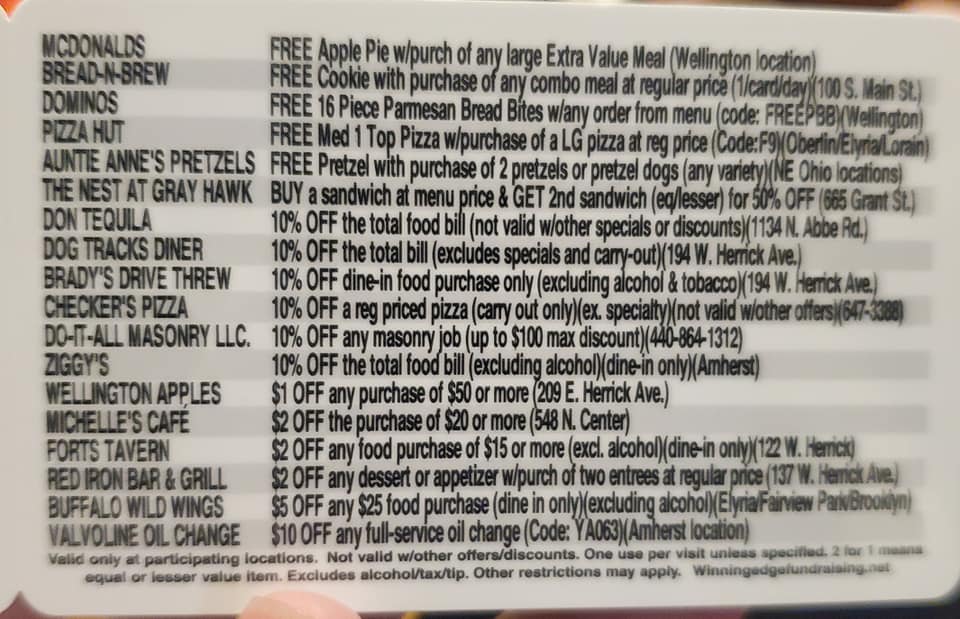 MCDONALDS FREE Apple Pie w/purch of any large Extra Value Meal (Wellington location)
BREAD-N-BREW FREE Cookie with purchase of any combo meal at regular price (1/card/day)(100 S. Main St.)
DOMINOS FREE 16 Piece Parmesan Bread Bites w/any order from menu (code: FREEPBB)(Wellington)
PIZZA HUT FREE Med 1 Top Pizza w/purchase of a LG pizza at reg price (Code:F9)(Oberlin/Elyria/Lorain)
AUNTIE ANNE'S PRETZELS FREE Pretzel with purchase of 2 pretzels or pretzel dogs (any variety)(NE Ohio locations)
THE NEST AT GRAY HAWK BUY a sandwich at menu price & GET 2nd sandwich (eq/lesser) for 50% OFF (665 Grant St.)
DON TEQUILA 10% OFF the total food bill (not valid w/other specials or discounts)(1134 N. Abbe Rd.)
DOG TRACKS DINER 10% OFF the total bill (excludes specials and carry-out)(194 W. Herrick Ave.)
BRADY'S DRIVE THREW 10% OFF dine-in food purchase only (excluding alcohol & tobacco)(194 W. Herrick Ave.)
CHECKER'S PIZZA 10% OFF a reg priced pizza (carry out only)(ex. specialty)(not valid w/other offers)(647-3388)
DO-IT-ALL MASONRY LLC. 10% OFF any masonry job (up to $100 max discount)(440-864-1312)
ZIGGY'S 10% OFF the total food bill (excluding alcohol)(dine-in only)(Amherst)
WELLINGTON APPLES $1 OFF any purchase of $50 or more (209 E. Herrick Ave.)
MICHELLE'S CAFÉ $2 OFF the purchase of $20 or more (548 N. Center)
FORTS TAVERN $2 OFF any food purchase of $15 or more (excl. alcohol)(dine-in only)(122 W. Herrick)
RED IRON BAR & GRILL $2 OFF any dessert or appetizer w/purch of two entrees at regular price (137 W. Herrick Ave.)
BUFFALO WILD WINGS $5 OFF any $25 food purchase (dine in only)(excluding alcohol)(Elyria/Fairview Park/Brooklyn)
VALVOLINE OIL CHANGE $10 OFF any full-service oil change (Code: YA063)(Amherst location)
Valid only at participating locations. Not valid w/other offers/discounts. One use per visit unless specified. 2 for 1 means
equal or lesser value item. Excludes alcohol/tax/tip. Other restrictions may apply. Winningedgefundraising.net